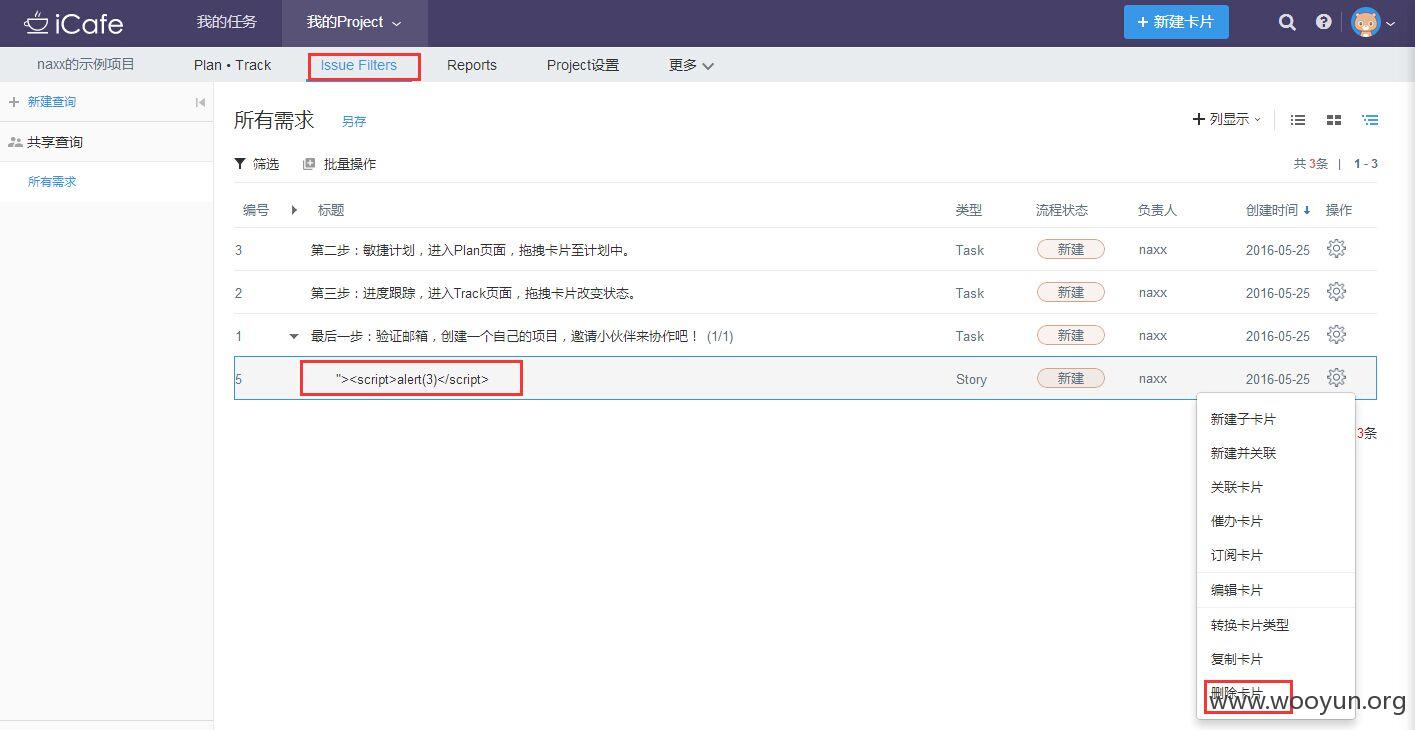 iCafe 我的任务 我的Project + 新建卡片
naxx的示例项目 Plan • Track Issue Filters Reports Project设置 更多
+ 新建查询
共享查询
所有需求
所有需求 另存 + 列显示
筛选 批量操作 共 3条 | 1 - 3
编号 标题 类型 流程状态 负责人 创建时间 操作
3 第二步：敏捷计划，进入Plan页面，拖拽卡片至计划中。 Task 新建 naxx 2016-05-25
2 第三步：进度跟踪，进入Track页面，拖拽卡片改变状态。 Task 新建 naxx 2016-05-25
1 最后一步：验证邮箱，创建一个自己的项目，邀请小伙伴来协作吧！ (1/1) Task 新建 naxx 2016-05-25
5 "><script>alert(3)</script> Story 新建 naxx 2016-05-25
3条
新建子卡片
新建并关联
关联卡片
催办卡片
订阅卡片
编辑卡片
转换卡片类型
复制卡片
删除卡片
www.wooyun.org